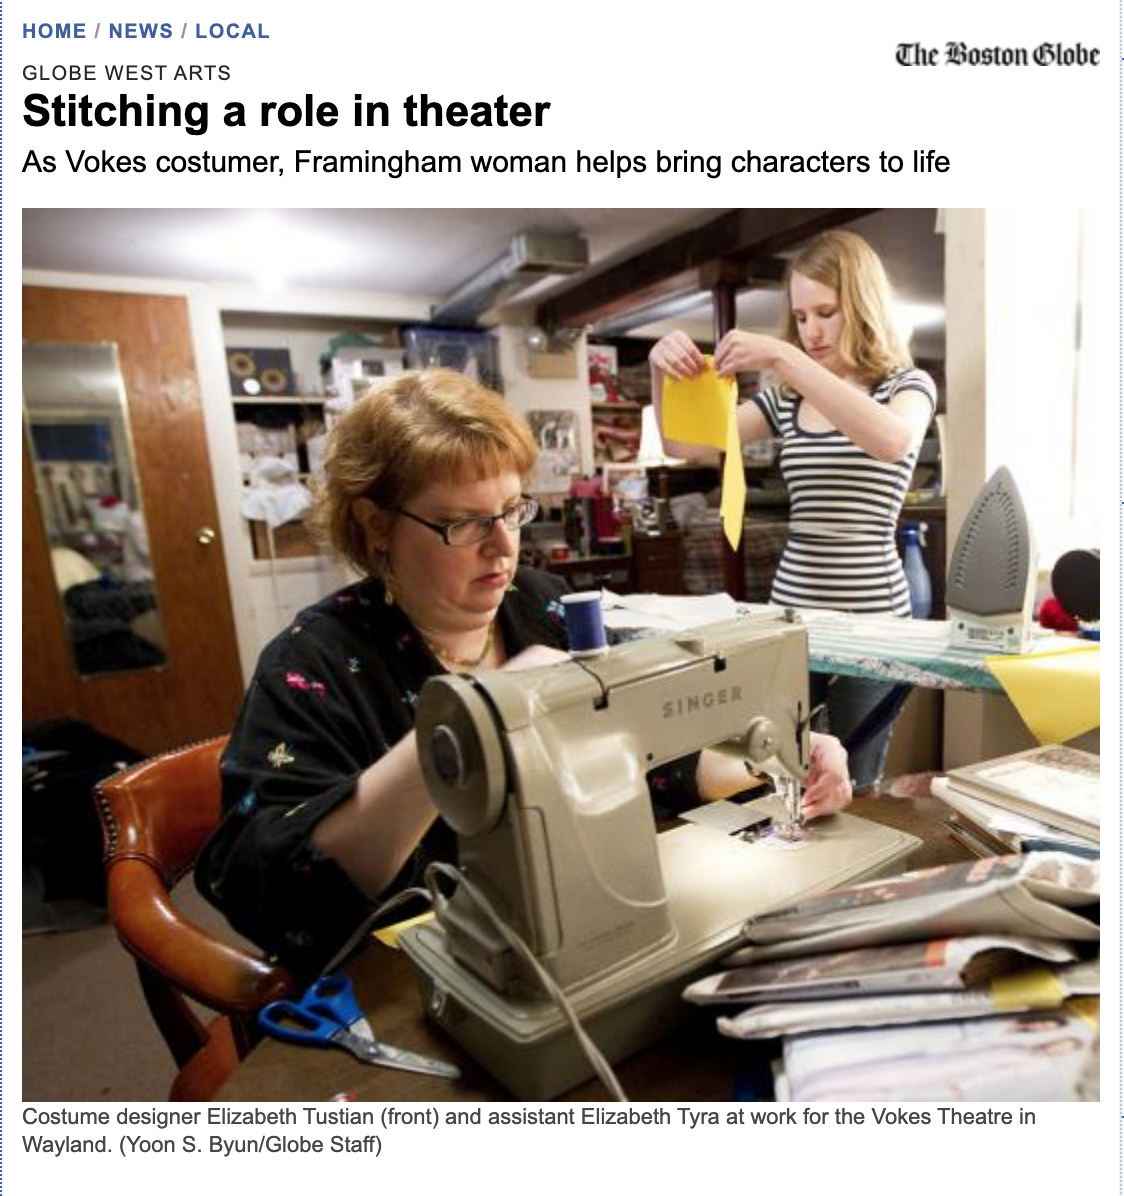 HOME / NEWS / LOCAL
The Boston Globe
GLOBE WEST ARTS
Stitching a role in theater
As Vokes costumer, Framingham woman helps bring characters to life
SINGER
Costume designer Elizabeth Tustian (front) and assistant Elizabeth Tyra at work for the Vokes Theatre in
Wayland. (Yoon S. Byun/Globe Staff)